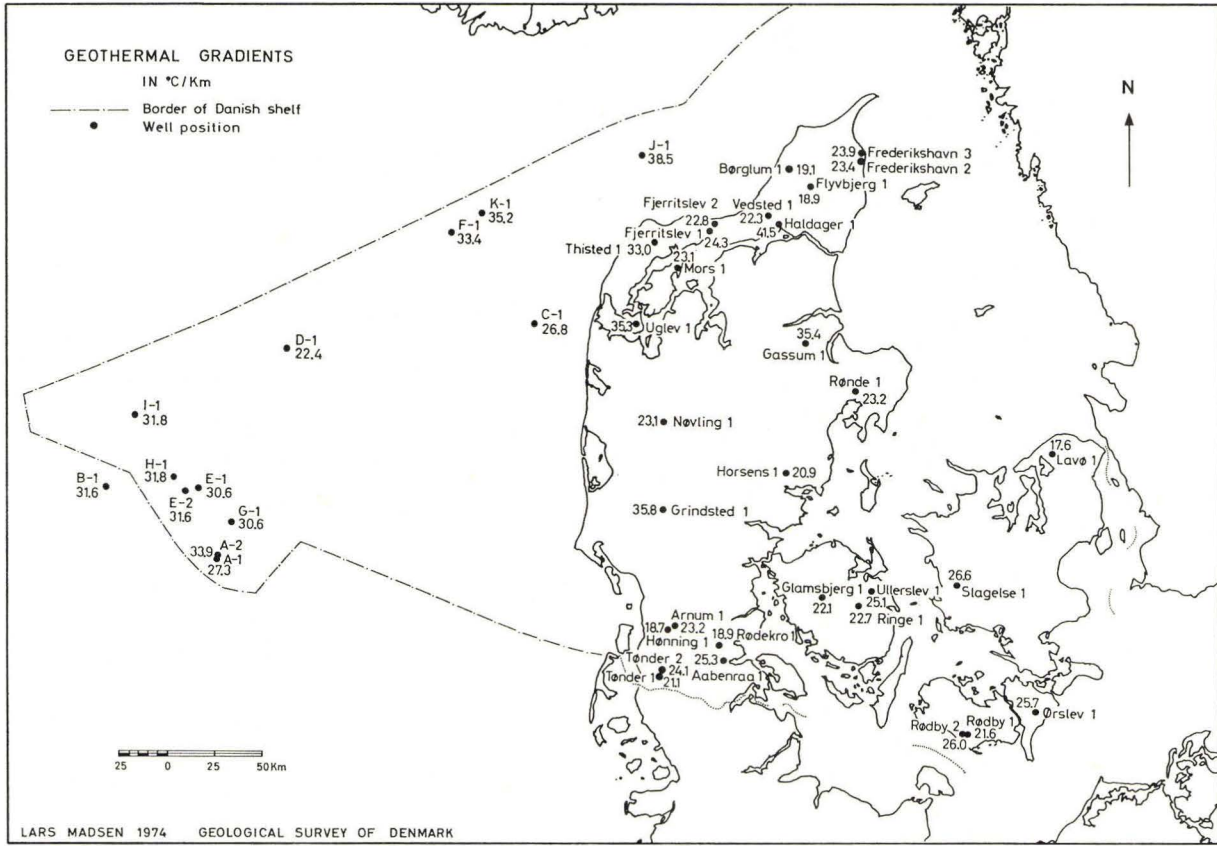 GEOTHERMAL GRADIENTS
IN °C/Km
Border of Danish shelf
Well position
N
J-1
38.5
K-1
35.2
F-1
33.4
C-1
26.8
D-1
22.4
I-1
31.8
H-1
31.8
B-1
31.6
E-1
30.6
E-2
31.6
G-1
30.6
33.9 A-2
A-1
27.3
23.9 Frederikshavn 3
23.4 Frederikshavn 2
Børglum 1 19.1
Flyvbjerg 1
18.9
Fjerritslev 2
22.8
Vedsted 1
22.3
Haldager 1
41.5
Fjerritslev 1
24.3
Thisted 1 33.0
23.1
Mors 1
35.3 Uglev 1
35.4
Gassum 1
Rønde 1
23.2
23.1 Nøvling 1
Horsens 1 20.9
17.6
Lavø 1
35.8 Grindsted 1
Glamsbjerg 1
22.1
Ullerslev 1
25.1
22.7 Ringe 1
26.6
Slagelse 1
Arnum 1
18.7 23.2
Hønning 1
18.9 Rødekro 1
Tønder 2
24.1
25.3
Aabenraa 1
Tønder 1
21.1
25.7
Ørslev 1
Rødby 2 Rødby 1
26.0 21.6
25 0 25 50 Km
LARS MADSEN 1974 GEOLOGICAL SURVEY OF DENMARK